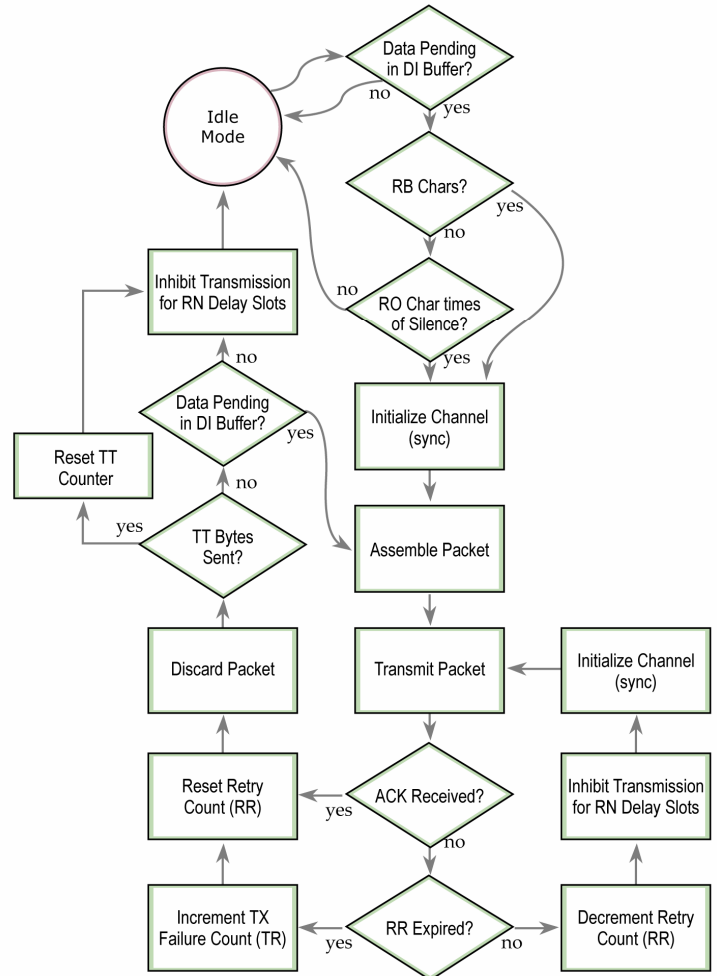 Data Pending
in DI Buffer?
no
yes
Idle
Mode
RB Chars?
yes
no
Inhibit Transmission
for RN Delay Slots
no
RO Char times
of Silence?
yes
no
Data Pending
in DI Buffer?
yes
Initialize Channel
(sync)
Reset TT
Counter
no
yes
TT Bytes
Sent?
Assemble Packet
Discard Packet
Transmit Packet
Initialize Channel
(sync)
Reset Retry
Count (RR)
yes
ACK Received?
no
Inhibit Transmission
for RN Delay Slots
Increment TX
Failure Count (TR)
yes
RR Expired?
no
Decrement Retry
Count (RR)